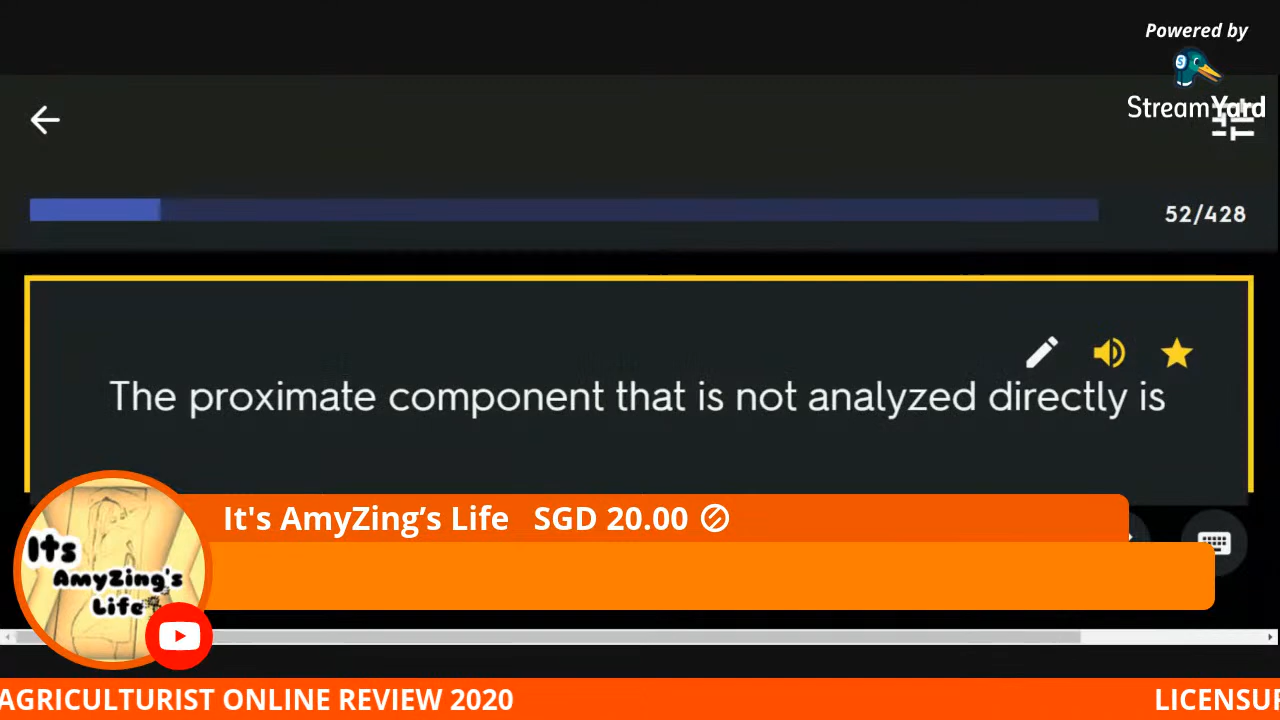 Powered by
StreamYard
52/428
The proximate component that is not analyzed directly is
It's AmyZing’s Life SGD 20.00
Its
AmyZing's
Life
AGRICULTURIST ONLINE REVIEW 2020
LICENSUR